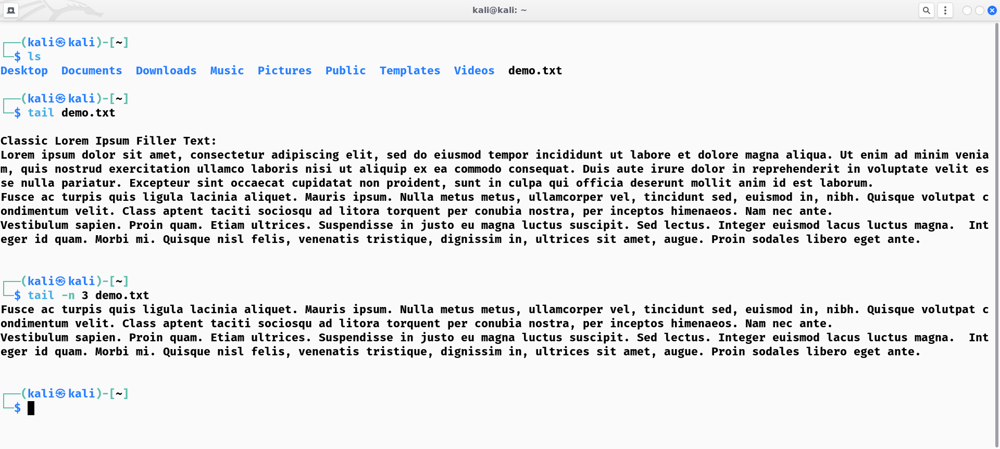 kali@kali: ~
┌──(kali㉿kali)-[~]
└─$ ls
Desktop  Documents  Downloads  Music  Pictures  Public  Templates  Videos  demo.txt
┌──(kali㉿kali)-[~]
└─$ tail demo.txt
Classic Lorem Ipsum Filler Text:
Lorem ipsum dolor sit amet, consectetur adipiscing elit, sed do eiusmod tempor incididunt ut labore et dolore magna aliqua. Ut enim ad minim venia
m, quis nostrud exercitation ullamco laboris nisi ut aliquip ex ea commodo consequat. Duis aute irure dolor in reprehenderit in voluptate velit es
se nulla pariatur. Excepteur sint occaecat cupidatat non proident, sunt in culpa qui officia deserunt mollit anim id est laborum.
Fusce ac turpis quis ligula lacinia aliquet. Mauris ipsum. Nulla metus metus, ullamcorper vel, tincidunt sed, euismod in, nibh. Quisque volutpat c
ondimentum velit. Class aptent taciti sociosqu ad litora torquent per conubia nostra, per inceptos himenaeos. Nam nec ante.
Vestibulum sapien. Proin quam. Etiam ultrices. Suspendisse in justo eu magna luctus suscipit. Sed lectus. Integer euismod lacus luctus magna.  Int
eger id quam. Morbi mi. Quisque nisl felis, venenatis tristique, dignissim in, ultrices sit amet, augue. Proin sodales libero eget ante.
┌──(kali㉿kali)-[~]
└─$ tail -n 3 demo.txt
Fusce ac turpis quis ligula lacinia aliquet. Mauris ipsum. Nulla metus metus, ullamcorper vel, tincidunt sed, euismod in, nibh. Quisque volutpat c
ondimentum velit. Class aptent taciti sociosqu ad litora torquent per conubia nostra, per inceptos himenaeos. Nam nec ante.
Vestibulum sapien. Proin quam. Etiam ultrices. Suspendisse in justo eu magna luctus suscipit. Sed lectus. Integer euismod lacus luctus magna.  Int
eger id quam. Morbi mi. Quisque nisl felis, venenatis tristique, dignissim in, ultrices sit amet, augue. Proin sodales libero eget ante.
┌──(kali㉿kali)-[~]
└─$